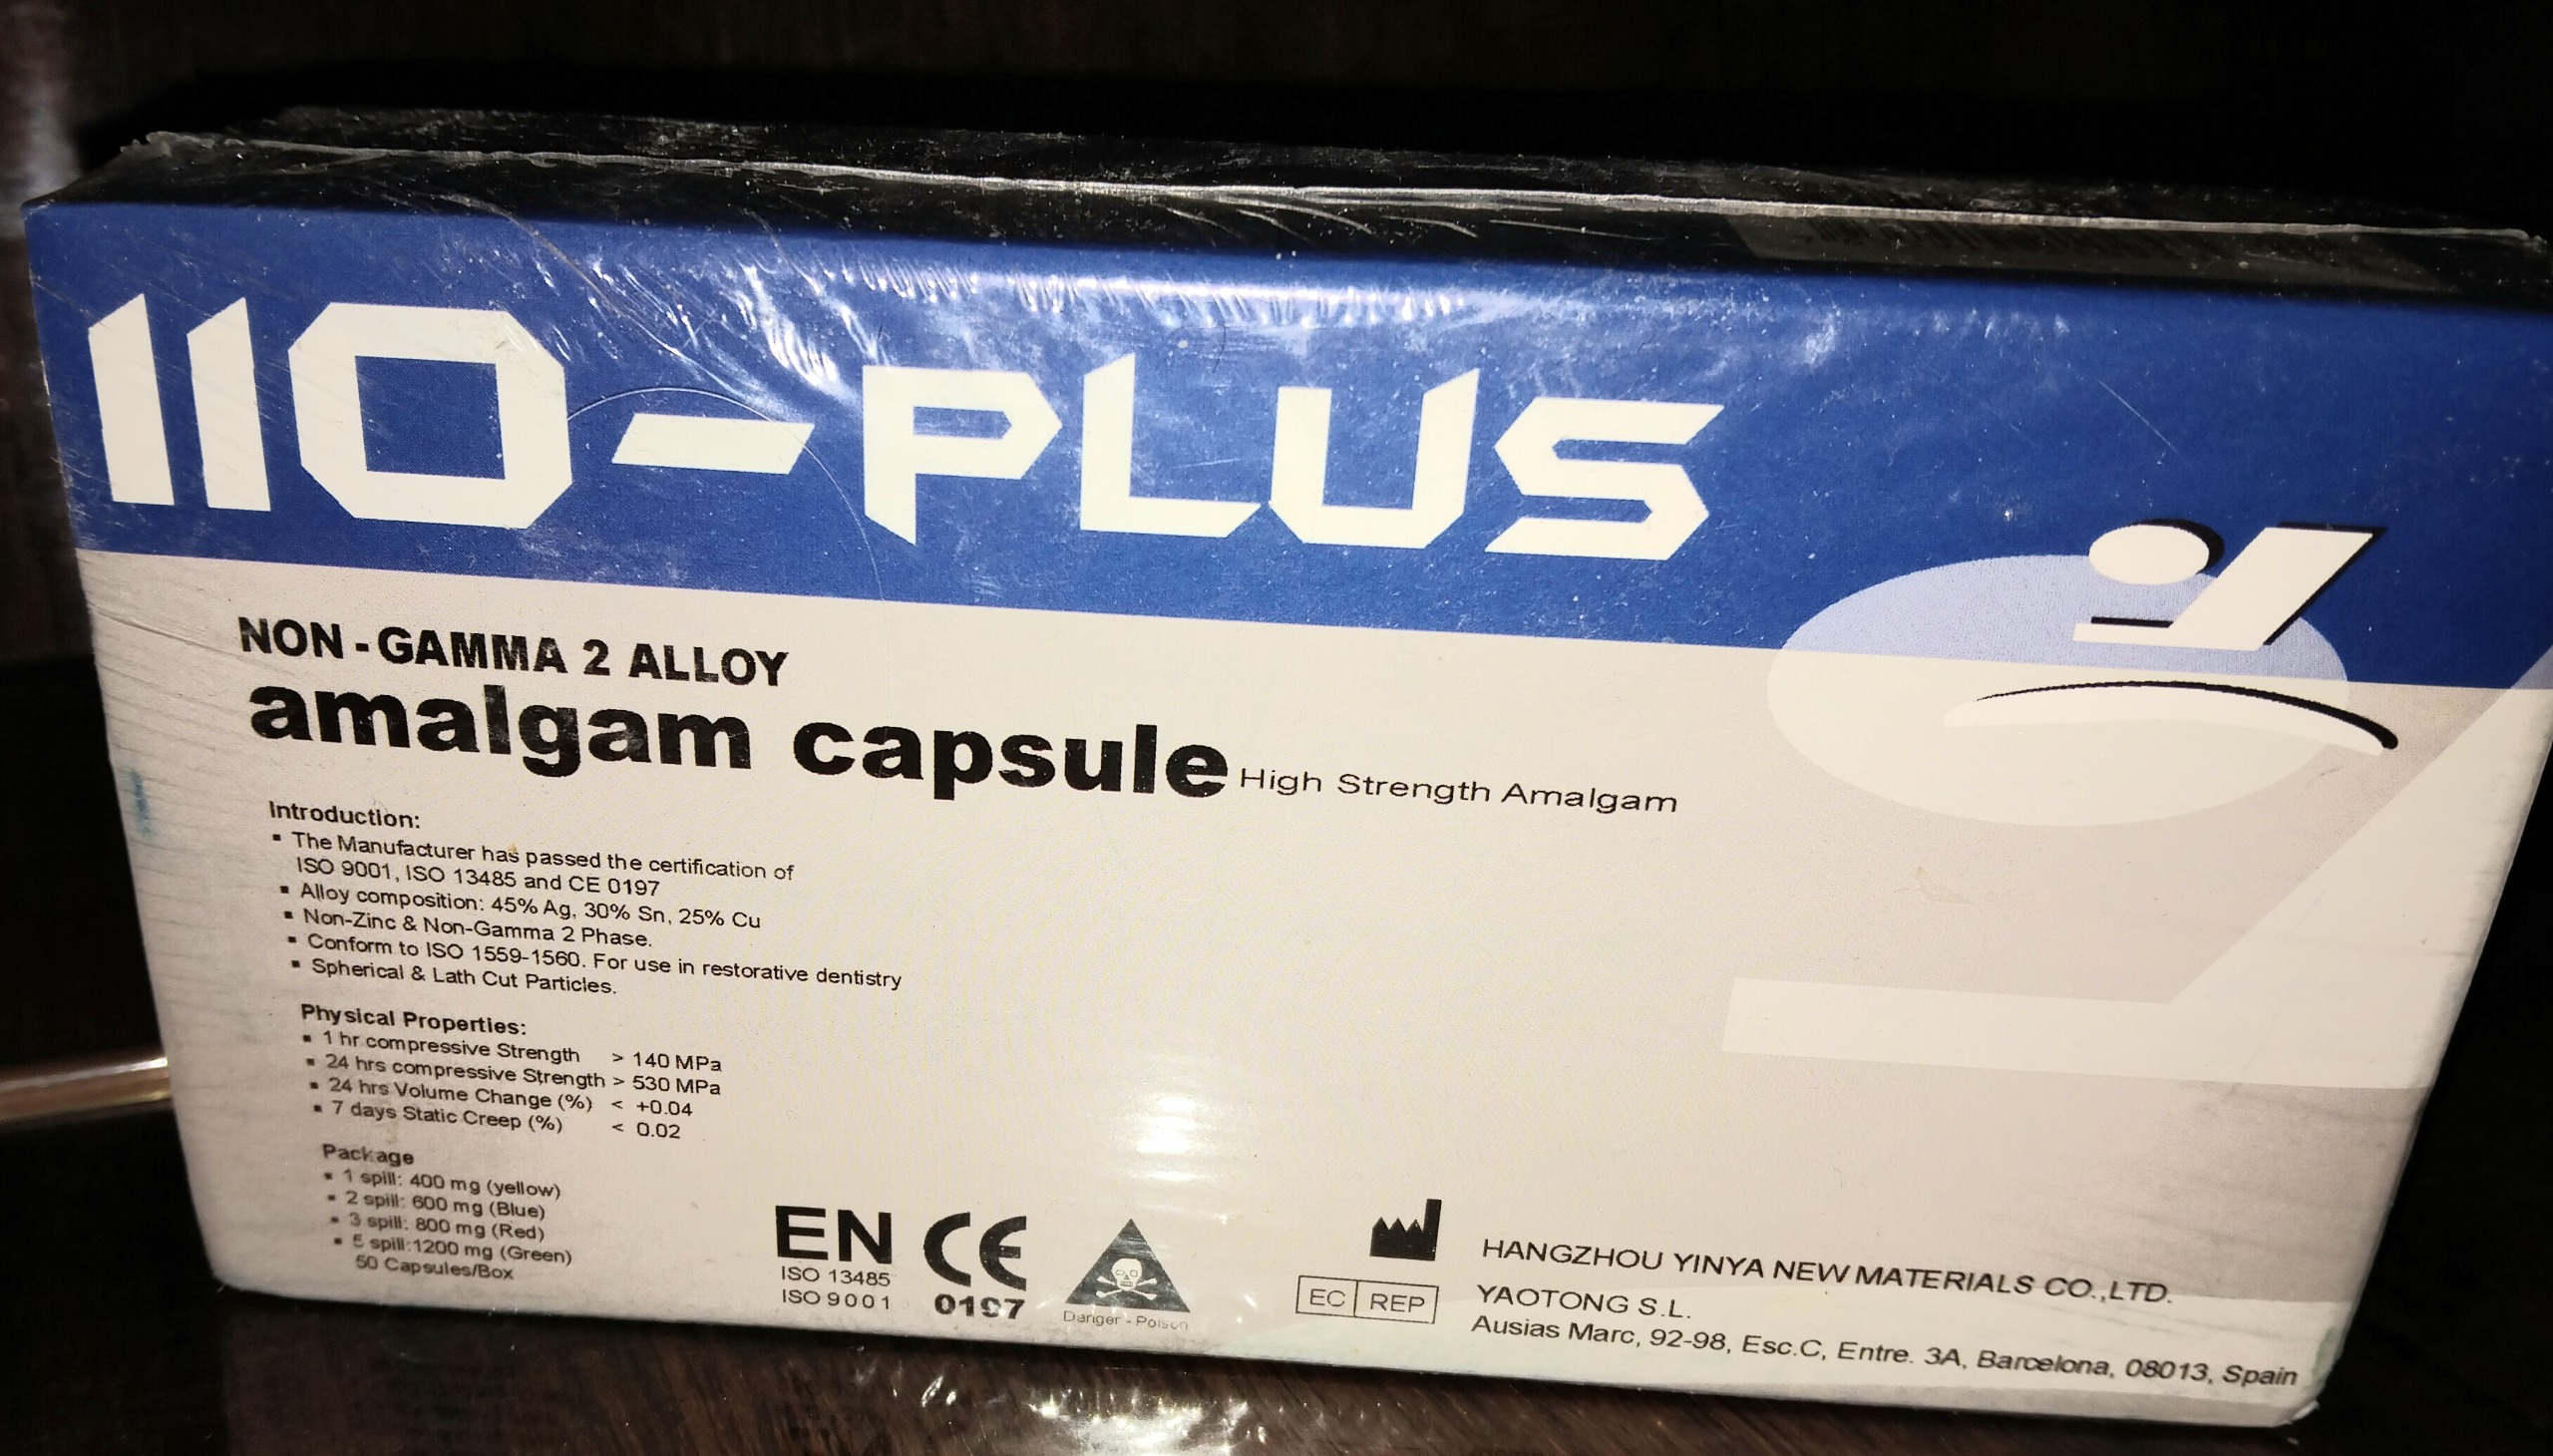 110-PLUS
NON-GAMMA 2 ALLOY
amalgam capsule High Strength Amalgam
Introduction:
▪ The Manufacturer has passed the certification of
ISO 9001, ISO 13485 and CE 0197
▪ Alloy composition: 45% Ag, 30% Sn, 25% Cu
▪ Non-Zinc & Non-Gamma 2 Phase.
▪ Conform to ISO 1559-1560. For use in restorative dentistry
▪ Spherical & Lath Cut Particles.
Physical Properties:
▪ 1 hr compressive Strength > 140 MPa
▪ 24 hrs compressive Strength > 530 MPa
▪ 24 hrs Volume Change (%) < +0.04
▪ 7 days Static Creep (%) < 0.02
Package
▪ 1 spill: 400 mg (yellow)
▪ 2 spill: 600 mg (Blue)
▪ 3 spill: 800 mg (Red)
▪ 5 spill:1200 mg (Green)
50 Capsules/Box
EN
ISO 13485
ISO 9001
CE
0197
Danger - Poison
HANGZHOU YINYA NEW MATERIALS CO.,LTD.
EC REP
YAOTONG S.L.
Ausias Marc, 92-98, Esc.C, Entre. 3A, Barcelona, 08013, Spain